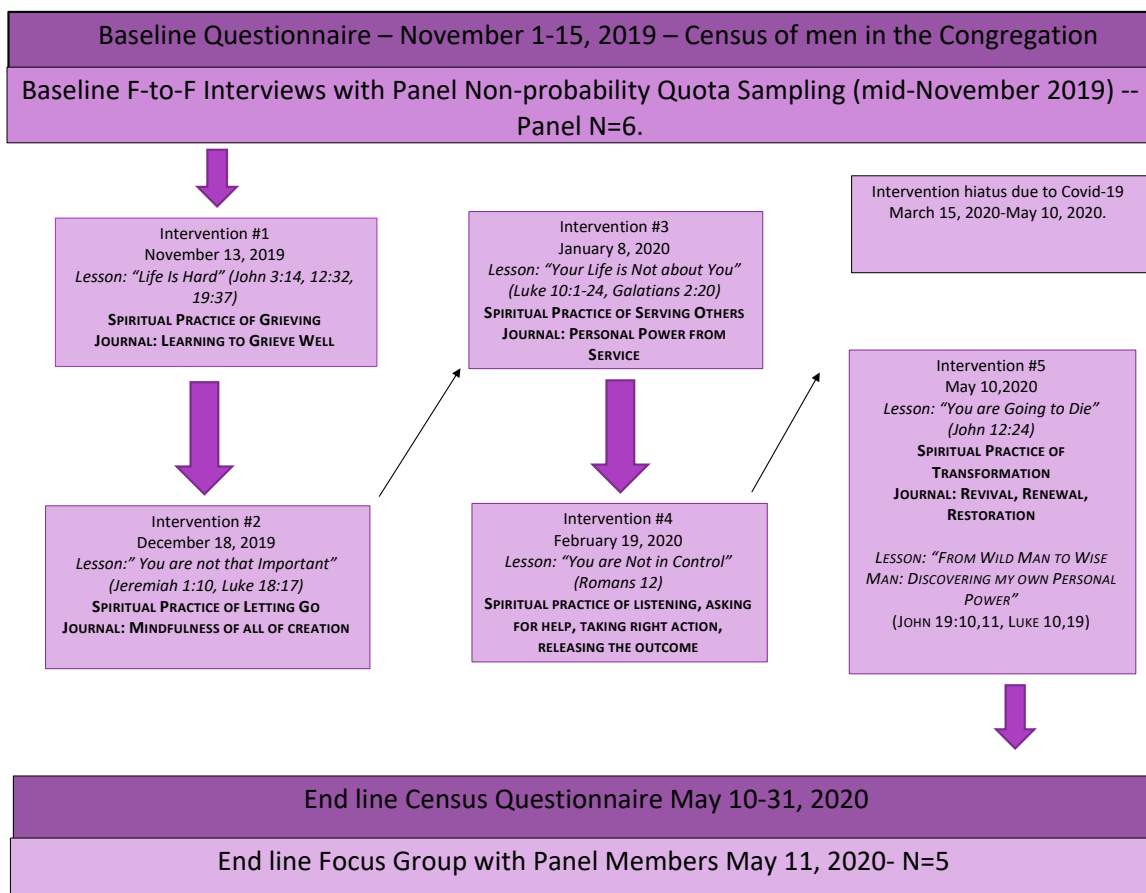 Baseline Questionnaire – November 1-15, 2019 – Census of men in the Congregation
Baseline F-to-F Interviews with Panel Non-probability Quota Sampling (mid-November 2019) --
Panel N=6.
Intervention #1
November 13, 2019
Lesson: “Life Is Hard” (John 3:14, 12:32,
19:37)
SPIRITUAL PRACTICE OF GRIEVING
JOURNAL: LEARNING TO GRIEVE WELL
Intervention #2
December 18, 2019
Lesson:” You are not that Important”
(Jeremiah 1:10, Luke 18:17)
SPIRITUAL PRACTICE OF LETTING GO
JOURNAL: MINDFULNESS OF ALL OF CREATION
Intervention #3
January 8, 2020
Lesson: “Your Life is Not about You”
(Luke 10:1-24, Galatians 2:20)
SPIRITUAL PRACTICE OF SERVING OTHERS
JOURNAL: PERSONAL POWER FROM
SERVICE
Intervention #4
February 19, 2020
Lesson: “You are Not in Control”
(Romans 12)
SPIRITUAL PRACTICE OF LISTENING, ASKING
FOR HELP, TAKING RIGHT ACTION,
RELEASING THE OUTCOME
Intervention hiatus due to Covid-19
March 15, 2020-May 10, 2020.
Intervention #5
May 10,2020
Lesson: “You are Going to Die”
(John 12:24)
SPIRITUAL PRACTICE OF
TRANSFORMATION
JOURNAL: REVIVAL, RENEWAL,
RESTORATION
LESSON: “FROM WILD MAN TO WISE
MAN: DISCOVERING MY OWN PERSONAL
POWER”
(JOHN 19:10,11, LUKE 10,19)
End line Census Questionnaire May 10-31, 2020
End line Focus Group with Panel Members May 11, 2020- N=5